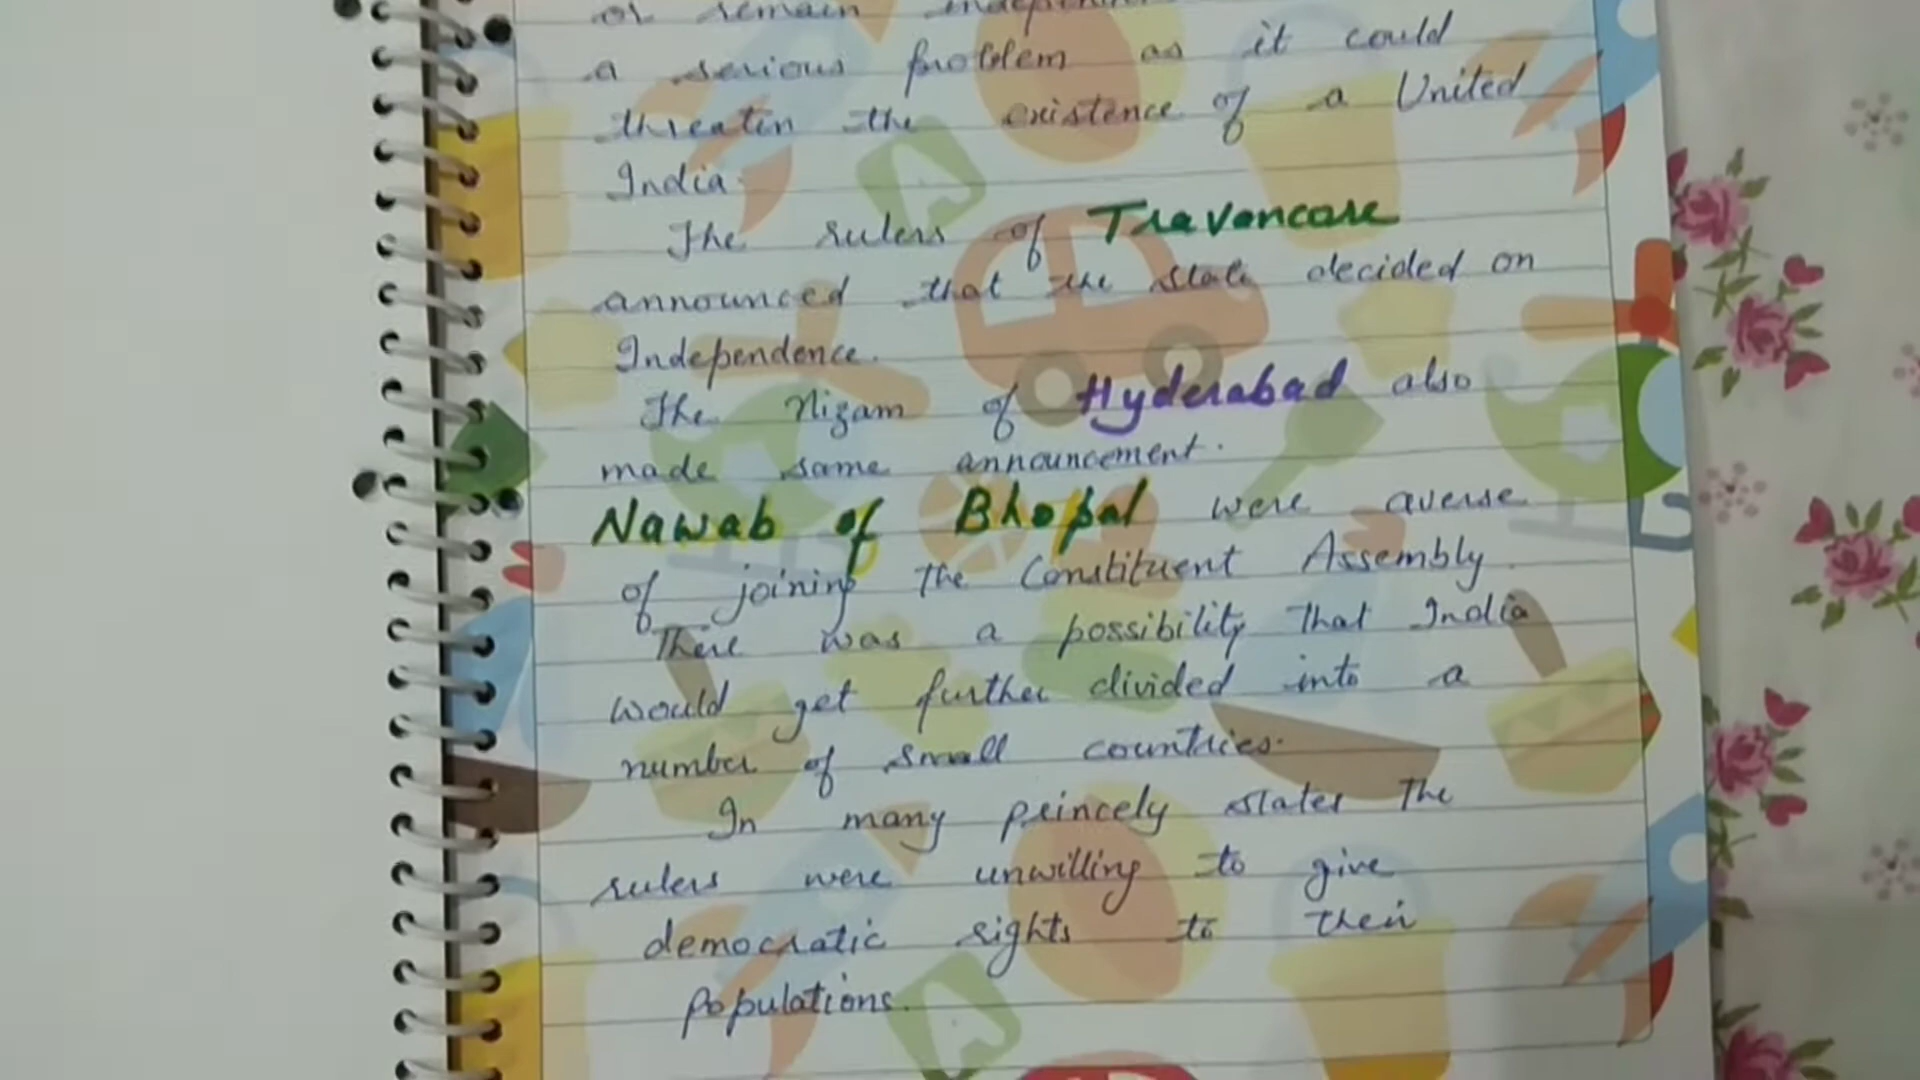 or remain
a serious problem as it could
threatin the existence of a United
India
The rulers of Travancore
announced that the state decided on
Independence.
The Nizam of Hyderabad also
made same announcement.
Nawab of Bhopal were averse
of joining the Constituent Assembly.
There was a possibility that India
would get further divided into a
number of small countries.
In many princely states the
rulers were unwilling to give
democratic rights to their
populations.